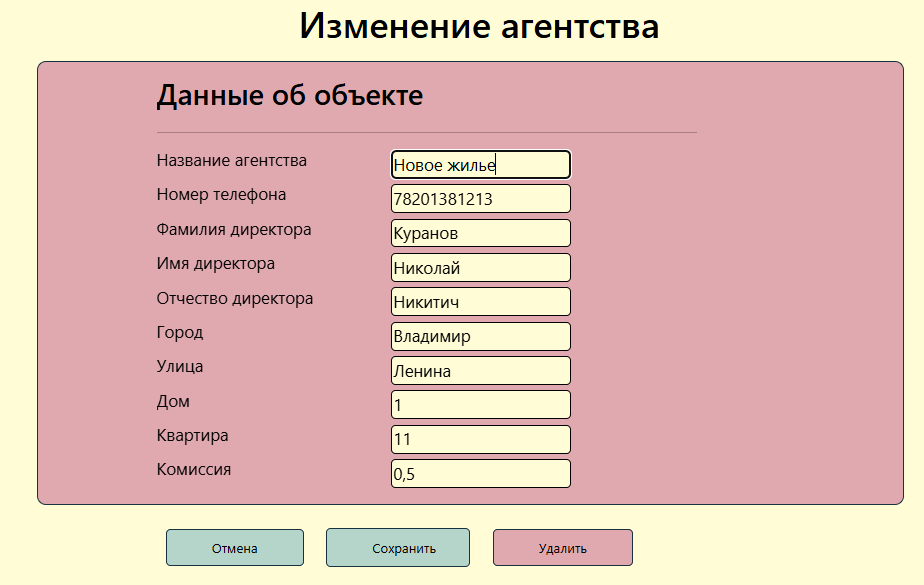 Изменение агентства
Данные об объекте
Название агентства Новое жилье
Номер телефона 78201381213
Фамилия директора Куранов
Имя директора Николай
Отчество директора Никитич
Город Владимир
Улица Ленина
Дом 1
Квартира 11
Комиссия 0,5
Отмена Сохранить Удалить